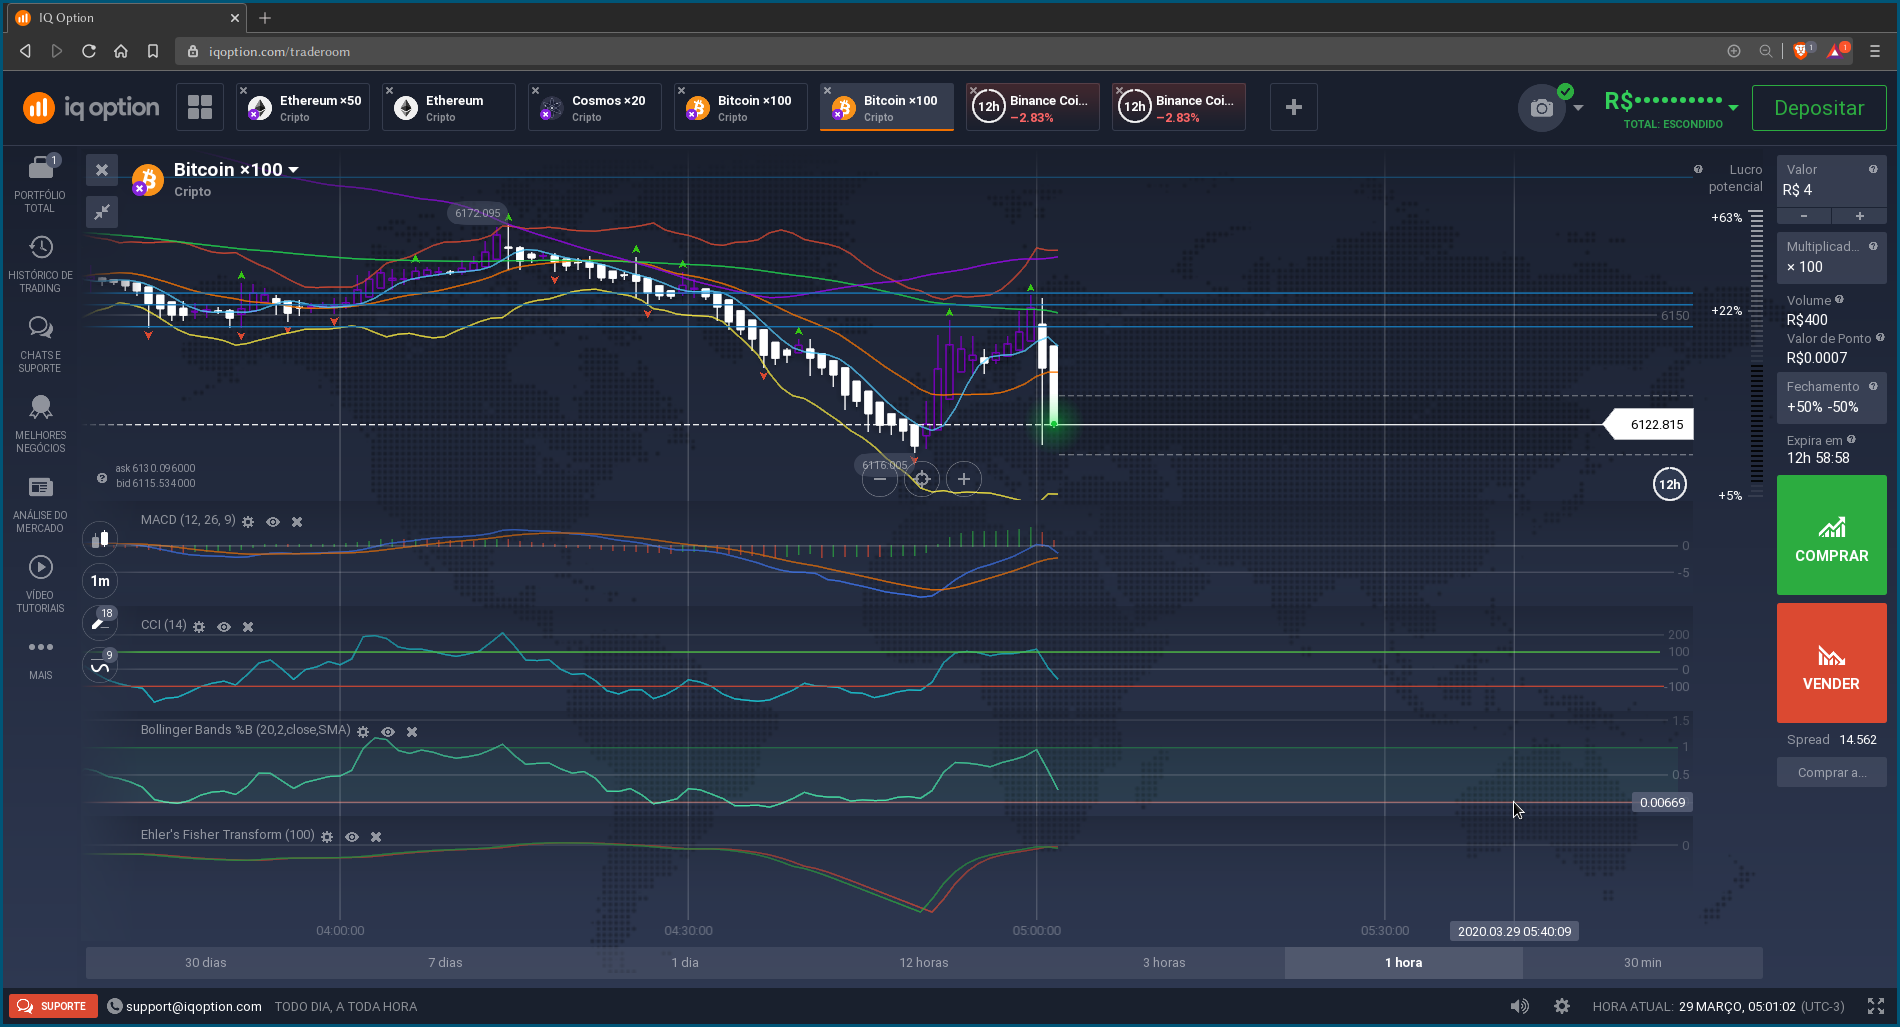 IQ Option
iqoption.com/traderoom
1
1
iq option
Ethereum ×50
Cripto
Ethereum
Cripto
Cosmos ×20
Cripto
Bitcoin ×100
Cripto
Bitcoin ×100
Cripto
12h
Binance Coi...
−2.83%
12h
Binance Coi...
−2.83%
R$••••••••••
TOTAL: ESCONDIDO
Depositar
1
PORTFÓLIO
TOTAL
HISTÓRICO DE
TRADING
CHATS E
SUPORTE
MELHORES
NEGÓCIOS
ANÁLISE DO
MERCADO
VÍDEO
TUTORIAIS
MAIS
Bitcoin ×100
Cripto
6172.095
6150
6122.815
6116.005
ask 6130.096000
bid 6115.534000
12h
Lucro
potencial
+63%
+22%
+5%
Valor
R$ 4
Multiplicad...
× 100
Volume
R$400
Valor de Ponto
R$0.0007
Fechamento
+50% -50%
Expira em
12h 58:58
COMPRAR
VENDER
Spread 14.562
Comprar a...
1m
18
9
MACD (12, 26, 9)
0
-5
CCI (14)
200
100
0
-100
Bollinger Bands %B (20,2,close,SMA)
1.5
1
0.5
0.00669
Ehler's Fisher Transform (100)
0
04:00:00
04:30:00
05:00:00
05:30:00
2020.03.29 05:40:09
30 dias
7 dias
1 dia
12 horas
3 horas
1 hora
30 min
SUPORTE
support@iqoption.com
TODO DIA, A TODA HORA
HORA ATUAL: 29 MARÇO, 05:01:02 (UTC-3)